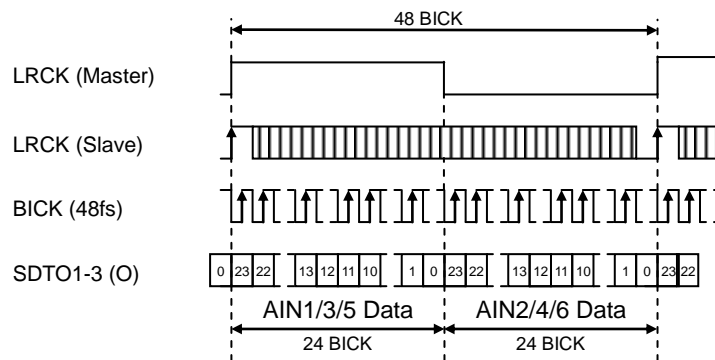 48 BICK
LRCK (Master)
LRCK (Slave)
BICK (48fs)
SDTO1-3 (O) 0 23 22 13 12 11 10 1 0 23 22 13 12 11 10 1 0 23 22
AIN1/3/5 Data AIN2/4/6 Data
24 BICK 24 BICK